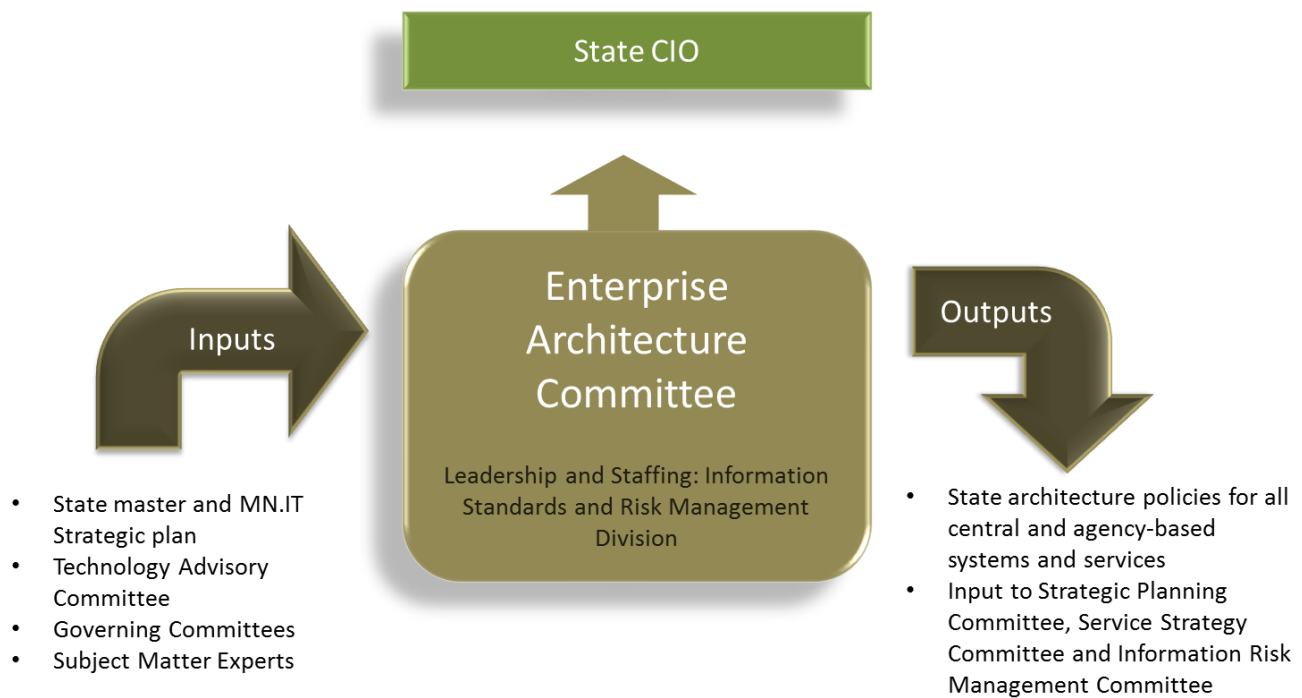 State CIO
Inputs
Enterprise
Architecture
Committee
Leadership and Staffing: Information
Standards and Risk Management
Division
Outputs
• State master and MN.IT
Strategic plan
• Technology Advisory
Committee
• Governing Committees
• Subject Matter Experts
• State architecture policies for all
central and agency-based
systems and services
• Input to Strategic Planning
Committee, Service Strategy
Committee and Information Risk
Management Committee